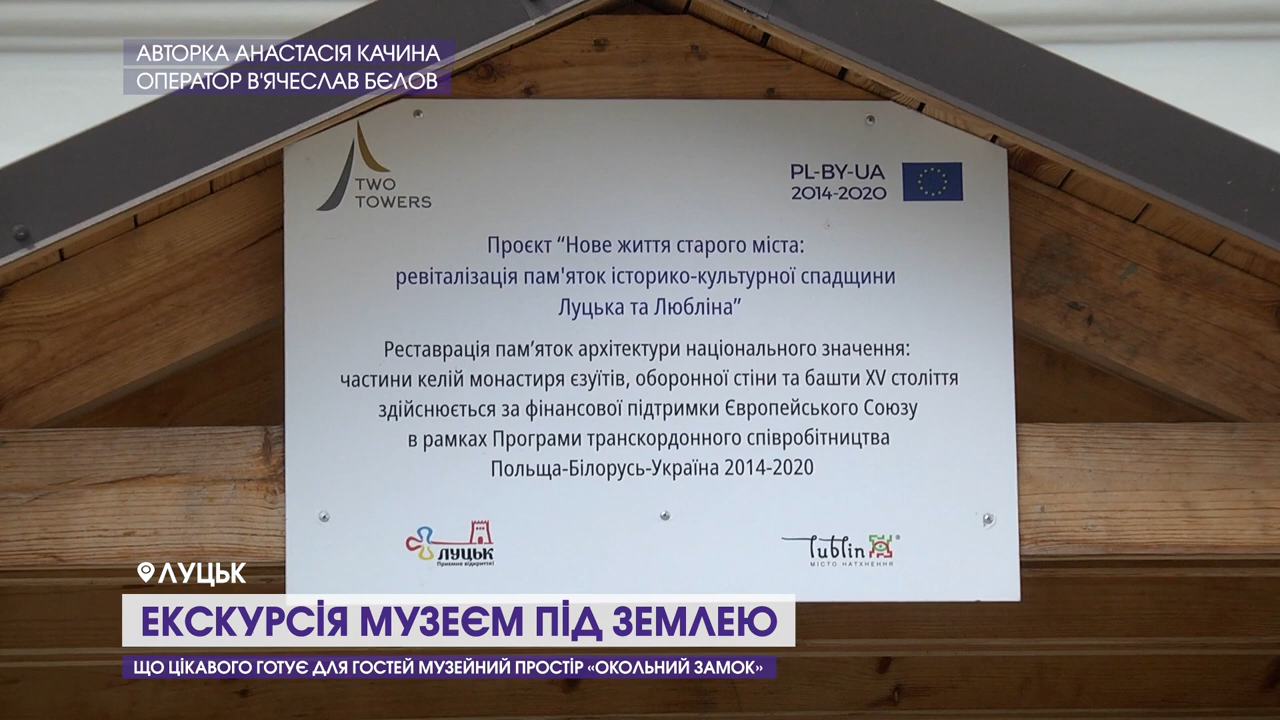 АВТОРКА АНАСТАСІЯ КАЧИНА
ОПЕРАТОР В'ЯЧЕСЛАВ БЄЛОВ
TWO
TOWERS
PL-BY-UA
2014-2020
Проєкт “Нове життя старого міста:
ревіталізація пам'яток історико-культурної спадщини
Луцька та Любліна”
Реставрація пам’яток архітектури національного значення:
частини келій монастиря єзуїтів, оборонної стіни та башти XV століття
здійснюється за фінансової підтримки Європейського Союзу
в рамках Програми транскордонного співробітництва
Польща-Білорусь-Україна 2014-2020
ЛУЦЬК
Приємне відкриття!
lublin®
МІСТО НАТХНЕННЯ
ЛУЦЬК
ЕКСКУРСІЯ МУЗЕЄМ ПІД ЗЕМЛЕЮ
ЩО ЦІКАВОГО ГОТУЄ ДЛЯ ГОСТЕЙ МУЗЕЙНИЙ ПРОСТІР «ОКОЛЬНИЙ ЗАМОК»